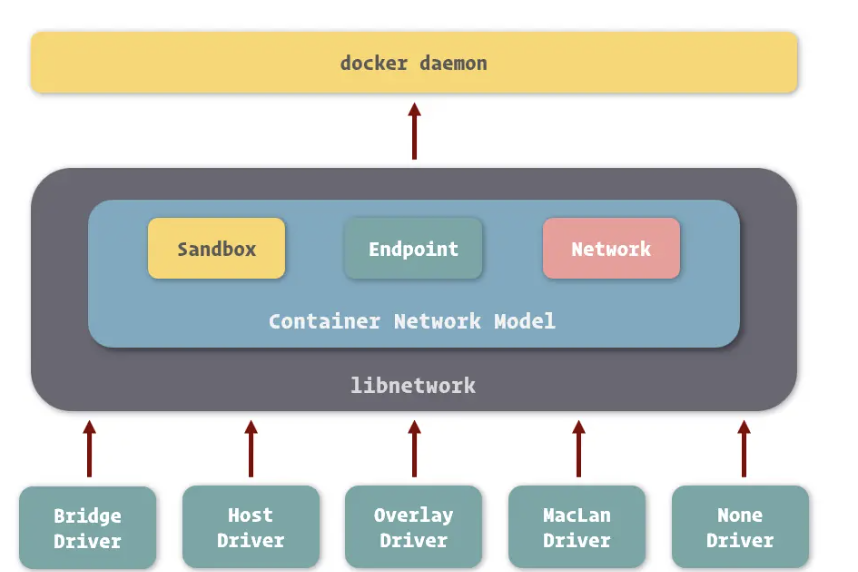 docker daemon
Sandbox
Endpoint
Network
Container Network Model
libnetwork
Bridge
Driver
Host
Driver
Overlay
Driver
MacLan
Driver
None
Driver